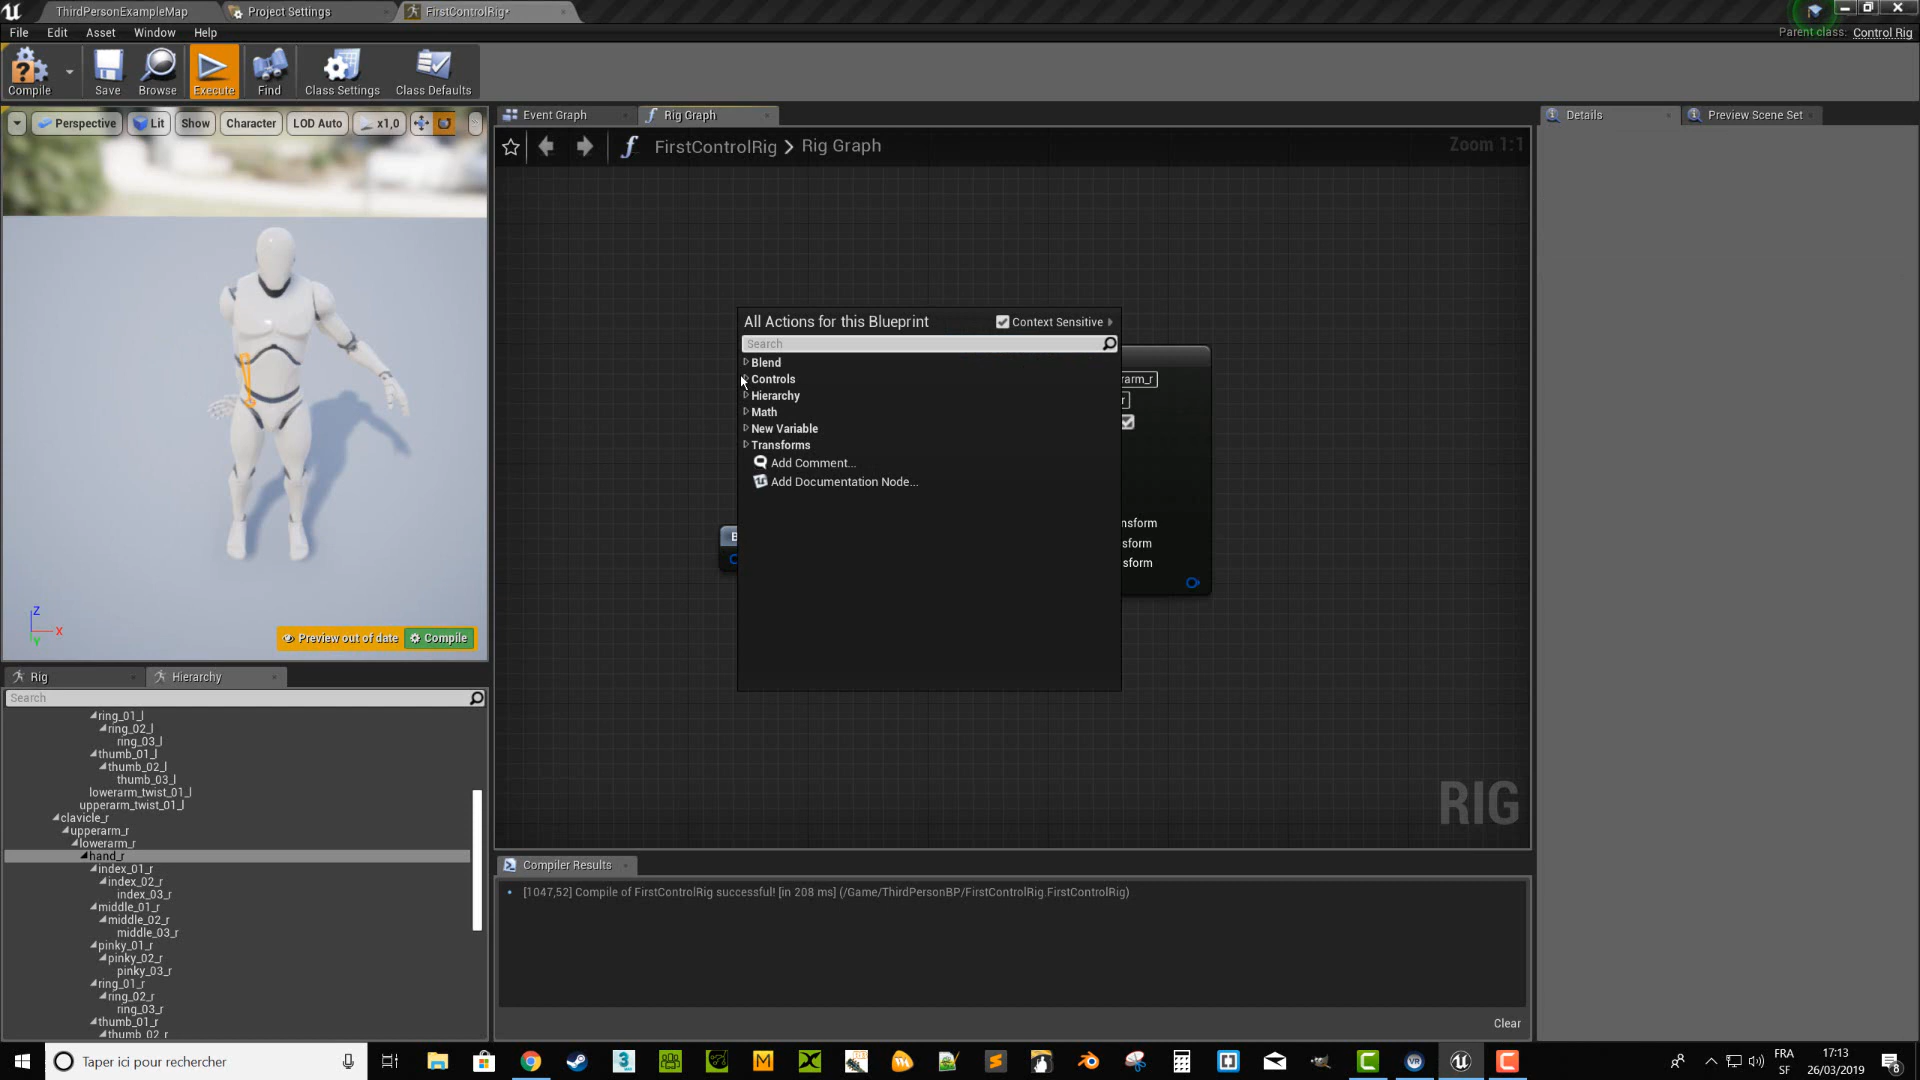 ThirdPersonExampleMap
Project Settings
FirstControlRig*
File Edit Asset Window Help
Parent class: Control Rig
Compile
Save
Browse
Execute
Find
Class Settings
Class Defaults
Perspective
Lit
Show
Character
LOD Auto
x1,0
Event Graph
Rig Graph
Details
Preview Scene Set
FirstControlRig > Rig Graph
Zoom 1:1
All Actions for this Blueprint
Context Sensitive
Search
Blend
Controls
Hierarchy
Math
New Variable
Transforms
Add Comment...
Add Documentation Node...
B
arm_r
r
nsform
sform
sform
RIG
Z
X
Y
Preview out of date
Compile
Rig
Hierarchy
Search
ring_01_l
ring_02_l
ring_03_l
thumb_01_l
thumb_02_l
thumb_03_l
lowerarm_twist_01_l
upperarm_twist_01_l
clavicle_r
upperarm_r
lowerarm_r
hand_r
index_01_r
index_02_r
index_03_r
middle_01_r
middle_02_r
middle_03_r
pinky_01_r
pinky_02_r
pinky_03_r
ring_01_r
ring_02_r
ring_03_r
thumb_01_r
thumb_02_r
Compiler Results
[1047,52] Compile of FirstControlRig successful! [in 208 ms] (/Game/ThirdPersonBP/FirstControlRig.FirstControlRig)
Clear
Taper ici pour rechercher
FRA
SF
17:13
26/03/2019
8